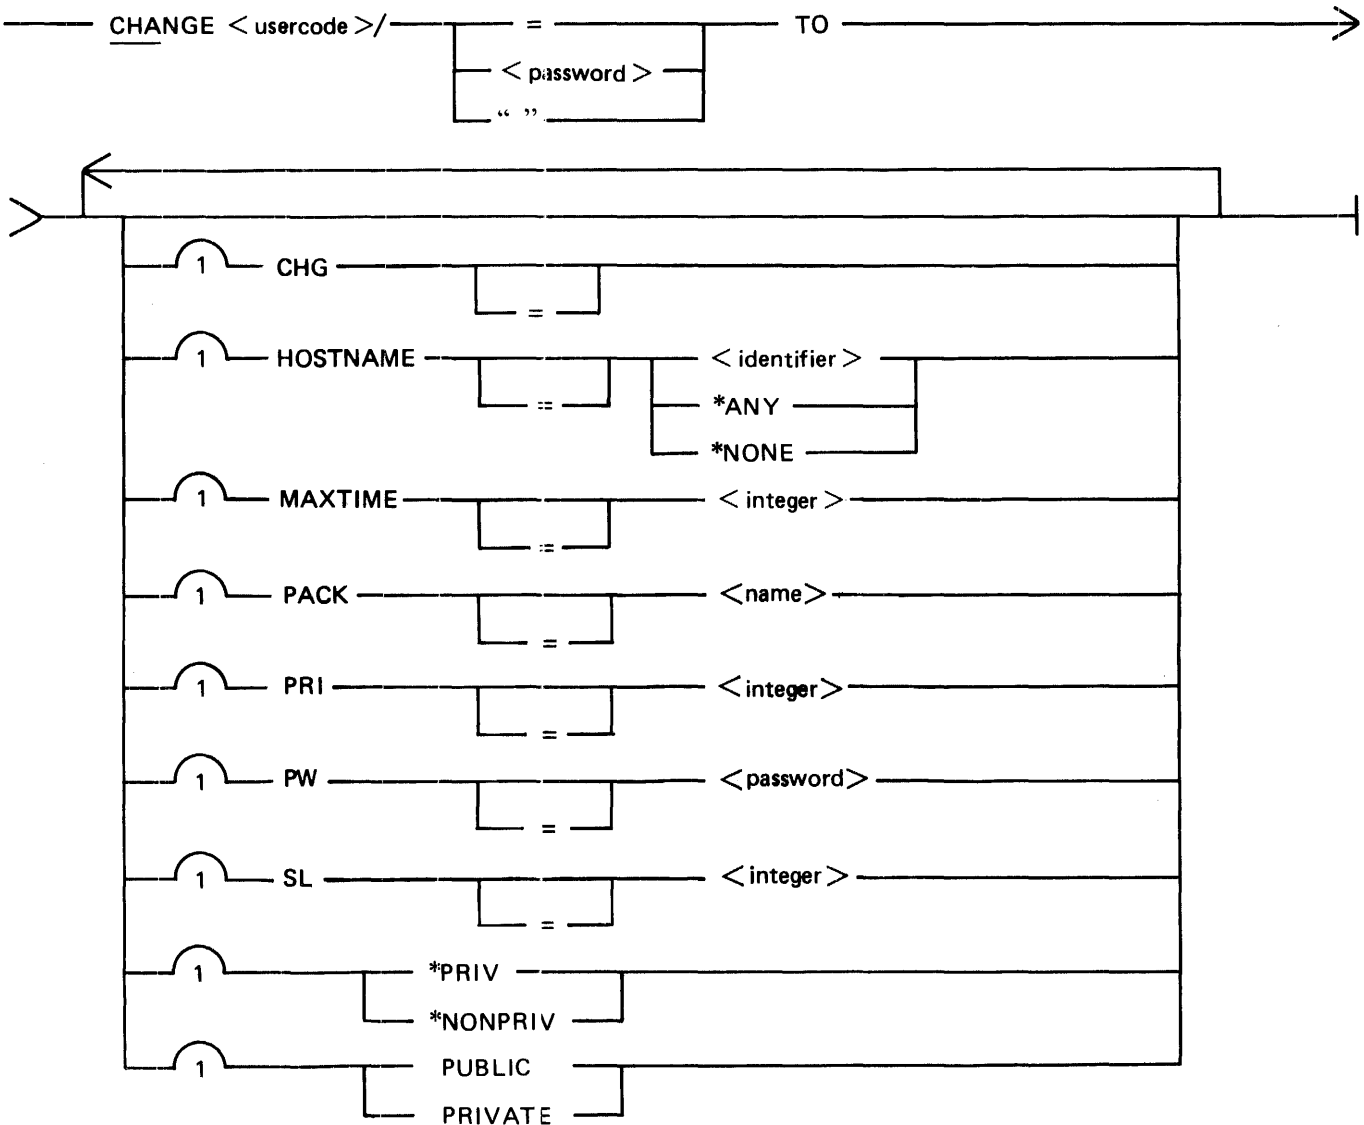 CHANGE <usercode>/ = TO
<password>
“ ”
1 CHG
=
1 HOSTNAME <identifier>
= *ANY
*NONE
1 MAXTIME <integer>
=
1 PACK <name>
=
1 PRI <integer>
=
1 PW <password>
=
1 SL <integer>
=
1 *PRIV
*NONPRIV
1 PUBLIC
PRIVATE